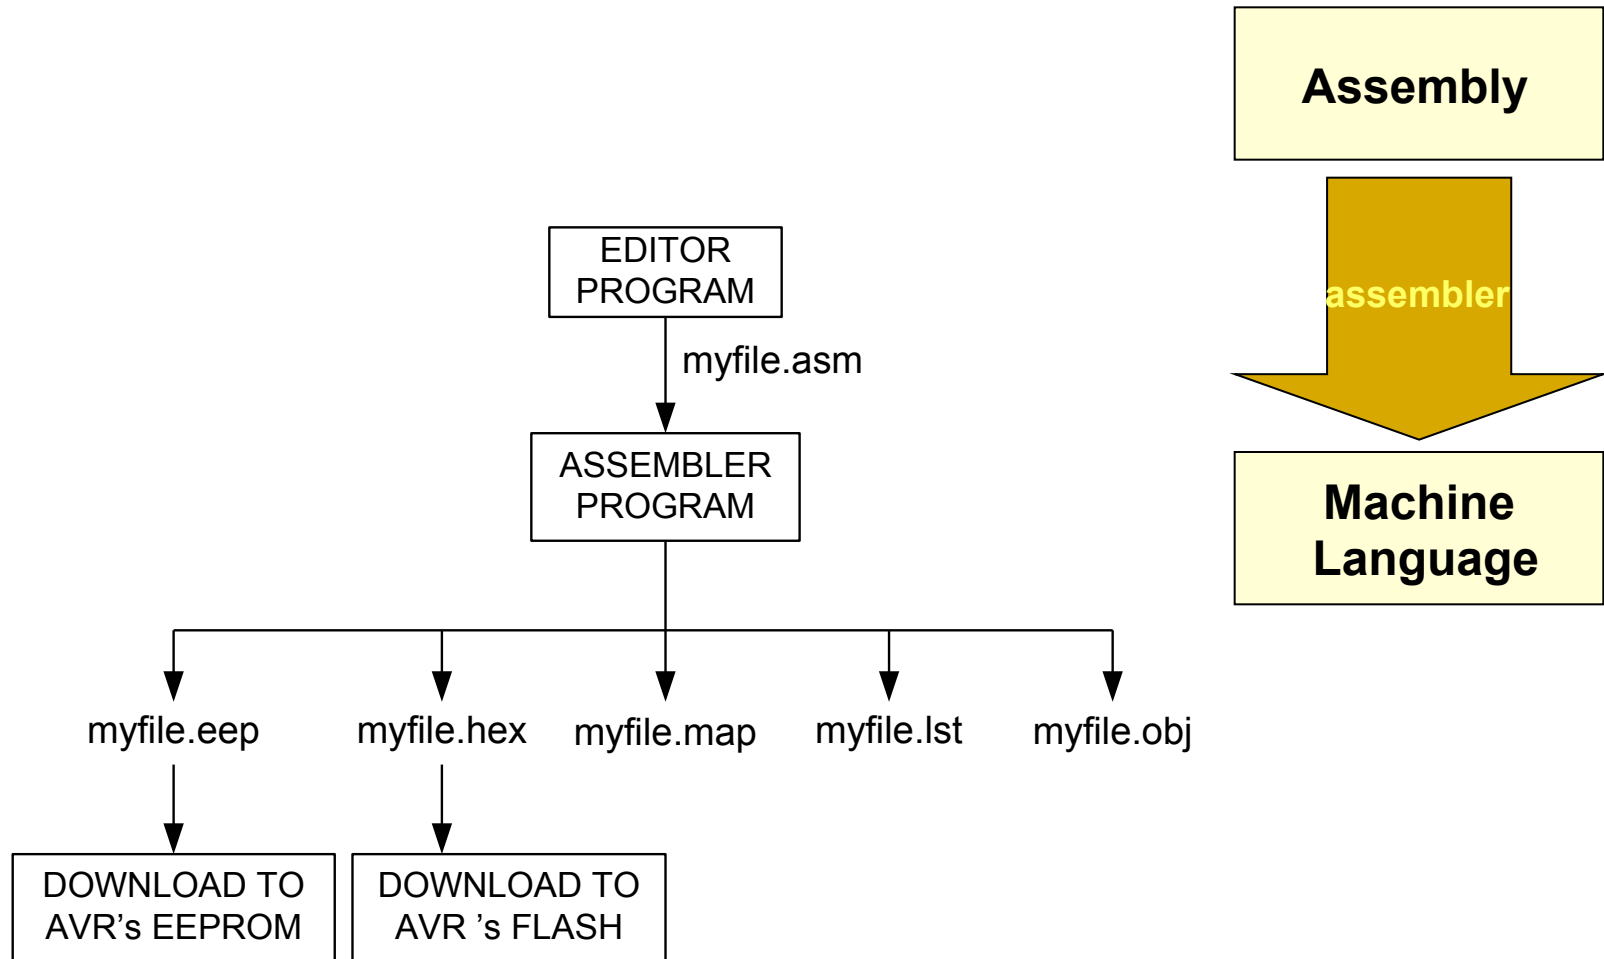 Assembly
assembler
Machine
Language
EDITOR
PROGRAM
myfile.asm
ASSEMBLER
PROGRAM
myfile.eep
myfile.hex
myfile.map
myfile.lst
myfile.obj
DOWNLOAD TO
AVR’s EEPROM
DOWNLOAD TO
AVR ’s FLASH